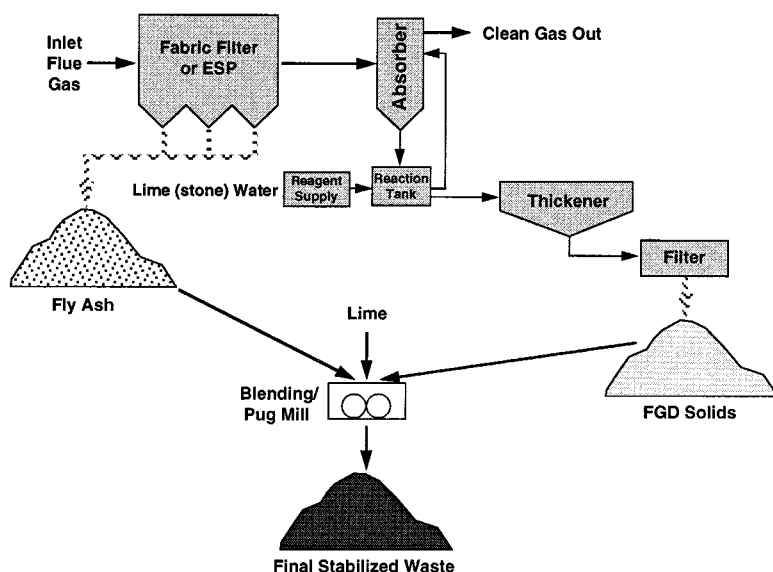 Inlet
Flue
Gas
Fabric Filter
or ESP
Absorber
Clean Gas Out
Lime (stone) Water
Reagent
Supply
Reaction
Tank
Thickener
Filter
Fly Ash
Lime
Blending/
Pug Mill
FGD Solids
Final Stabilized Waste